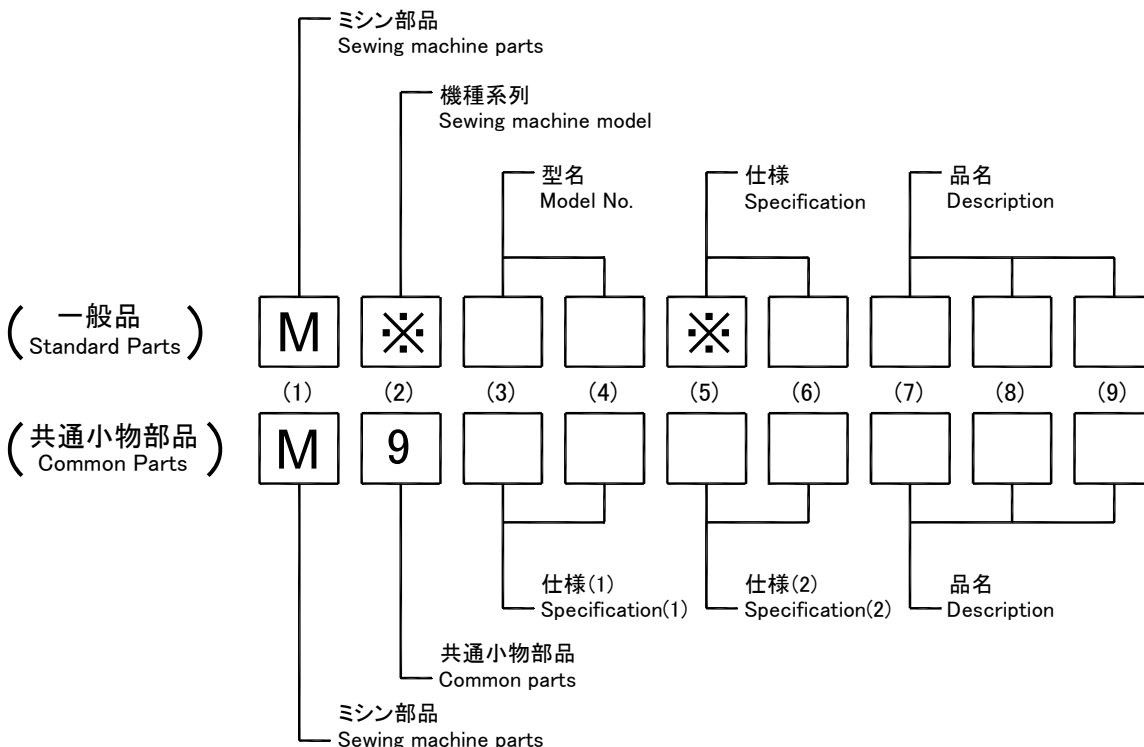 ミシン部品
Sewing machine parts
機種系列
Sewing machine model
型名
Model No.
仕様
Specification
品名
Description
(一般品
Standard Parts)
M ※ ※
(1) (2) (3) (4) (5) (6) (7) (8) (9)
(共通小物部品
Common Parts)
M 9
仕様(1)
Specification(1)
仕様(2)
Specification(2)
品名
Description
共通小物部品
Common parts
ミシン部品
Sewing machine parts